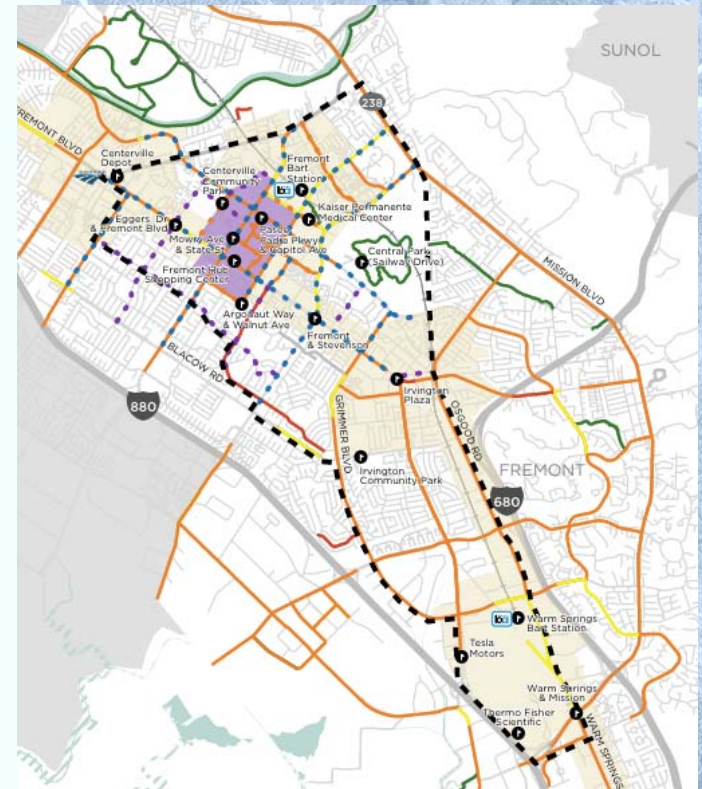 SUNOL
238
FREMONT BLVD
Centerville
Depot
Centerville
Community
Park
Fremont
Bart
Station
ba
Kaiser Permanente
Medical Center
Eggers Dr
& Fremont Blvd
Mowry Ave
& State St
Paseo
Padre Pkwy
& Capitol Ave
Fremont Hub
Shopping Center
Central Park
(Sailway Drive)
MISSION BLVD
Argonaut Way
& Walnut Ave
Fremont
& Stevenson
BLACOW RD
880
Irvington
Plaza
GRIMMER BLVD
OSGOOD RD
Irvington
Community Park
FREMONT
680
ba
Warm Springs
Bart Station
Tesla
Motors
Warm Springs
& Mission
Thermo Fisher
Scientific
WARM SPRINGS